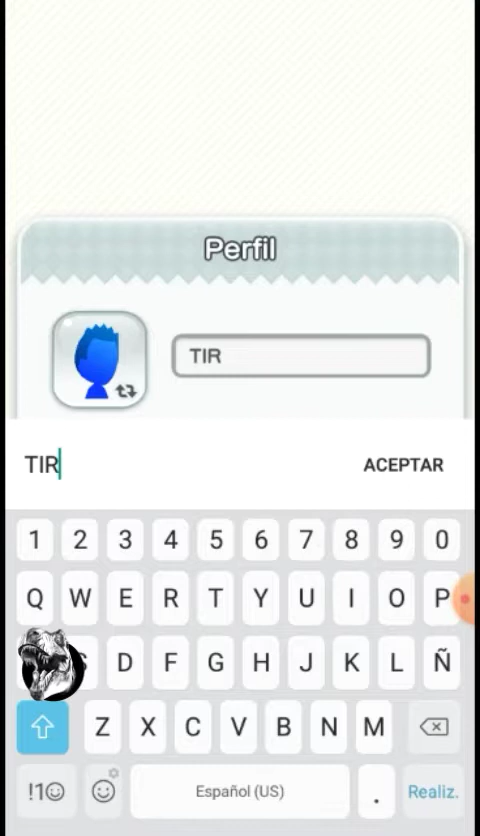 Perfil
TIR
TIR
ACEPTAR
1 2 3 4 5 6 7 8 9 0
Q W E R T Y U I O P
D F G H J K L Ñ
Z X C V B N M
!1☺ Español (US) . Realiz.